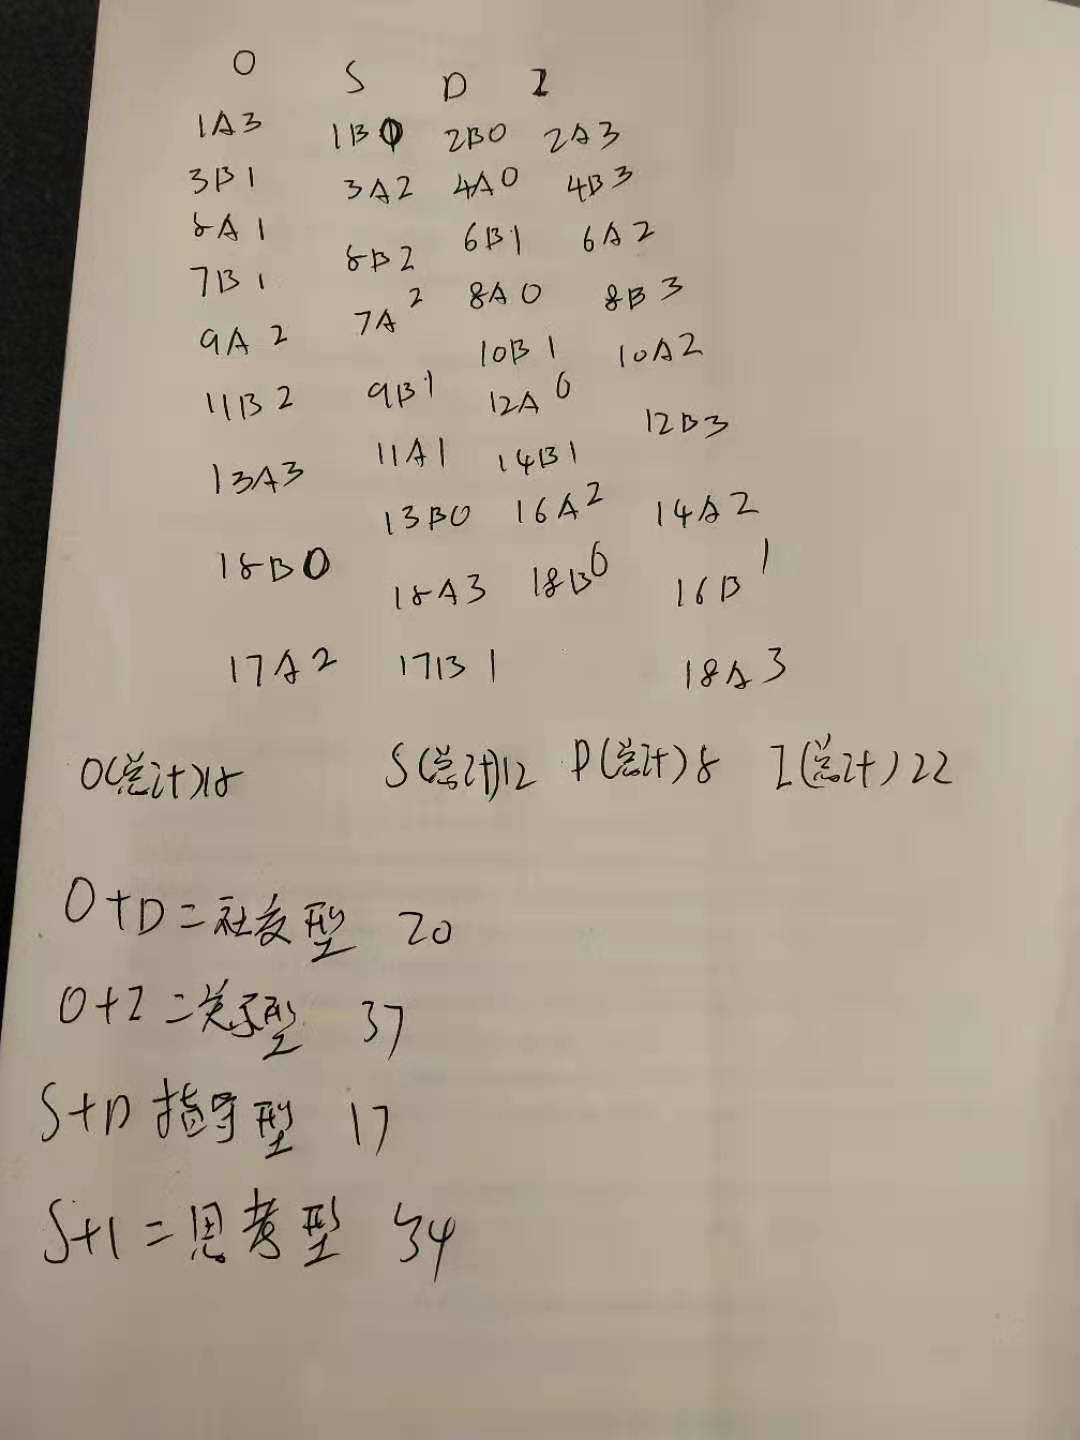 O S D I
1A3 1B0 2B0 2A3
3B1 3A2 4A0 4B3
5A1 5B2 6B1 6A2
7B1 7A2 8A0 8B3
9A2 9B1 10B1 10A2
11B2 11A1 12A0 12B3
13A3 13B0 14B1 14A2
15B0 15A3 16A2 16B1
17A2 17B1 18B0 18A3
O(总计)15 S(总计)12 D(总计)5 I(总计)22
O+D=社交型 20
O+I=关系型 37
S+D 指导型 17
S+I=思考型 34